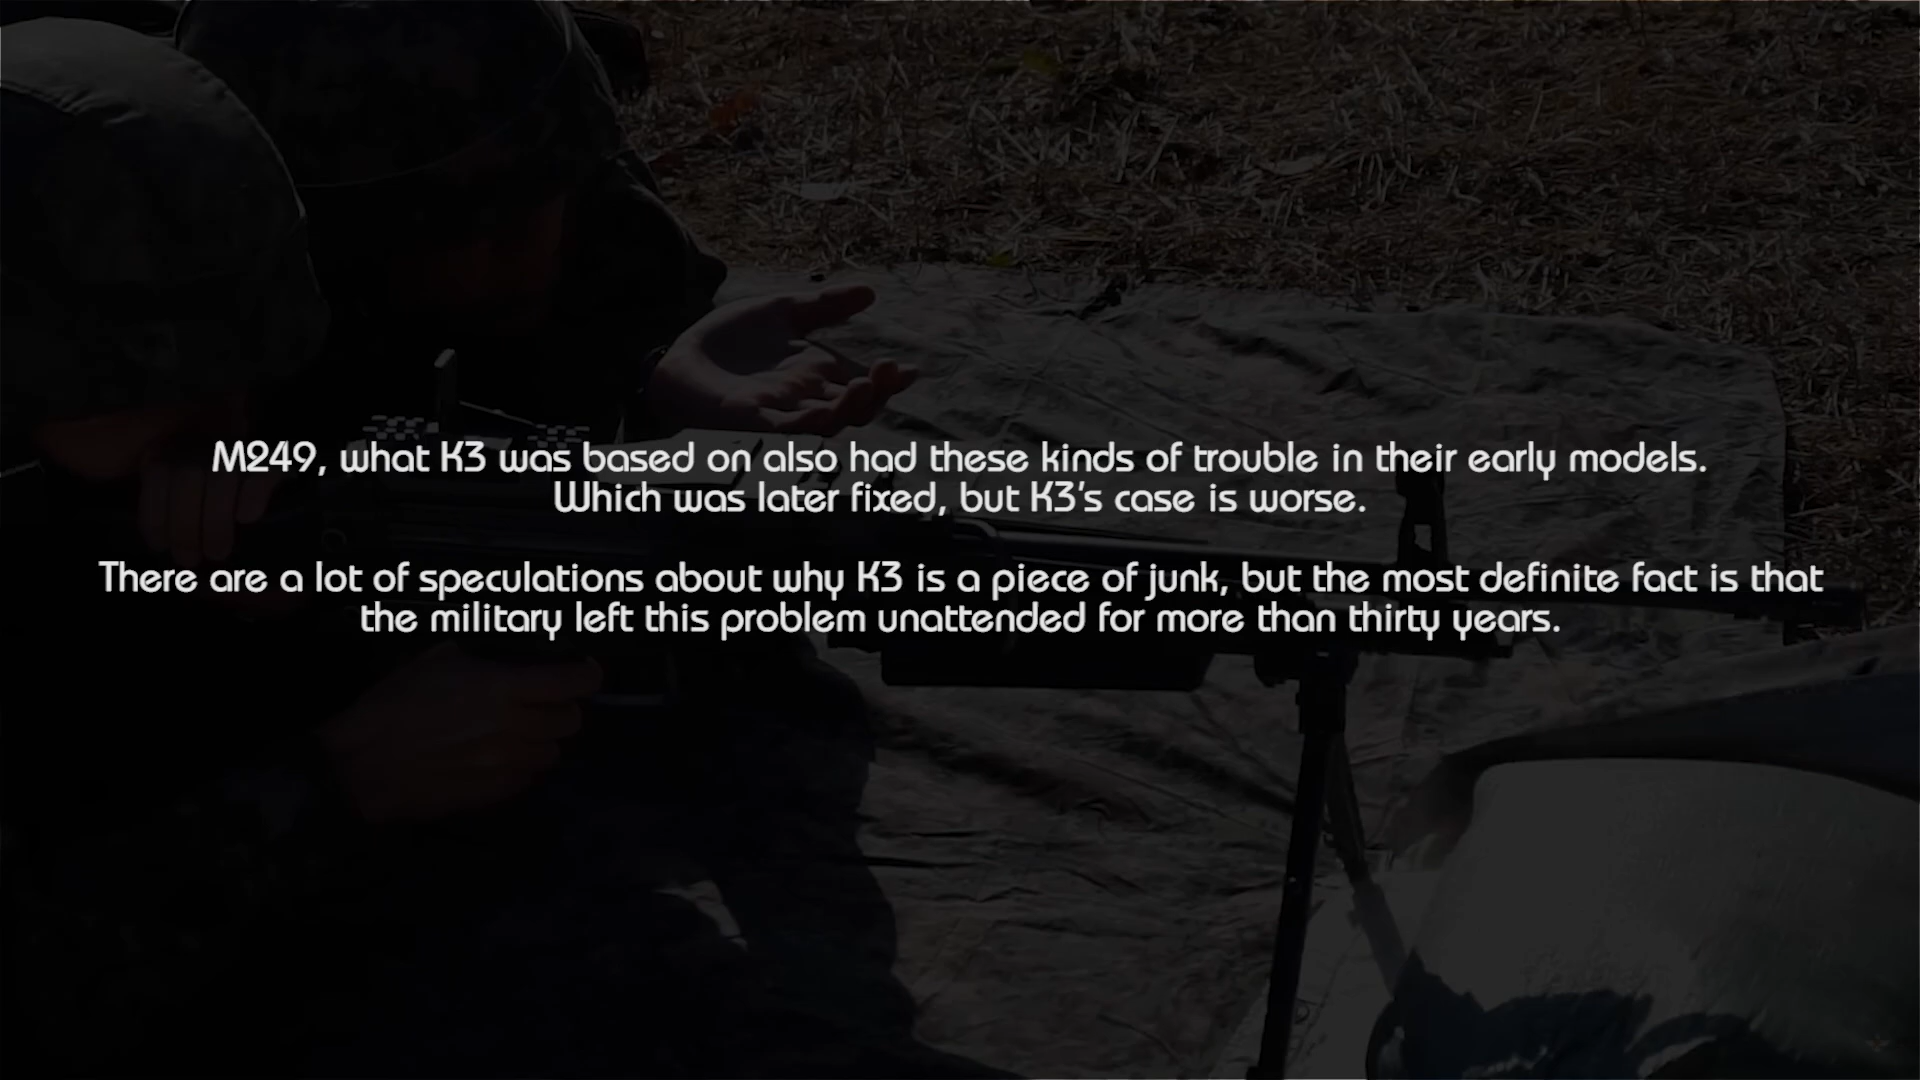 M249, what K3 was based on also had these kinds of trouble in their early models.
Which was later fixed, but K3's case is worse.
There are a lot of speculations about why K3 is a piece of junk, but the most definite fact is that
the military left this problem unattended for more than thirty years.